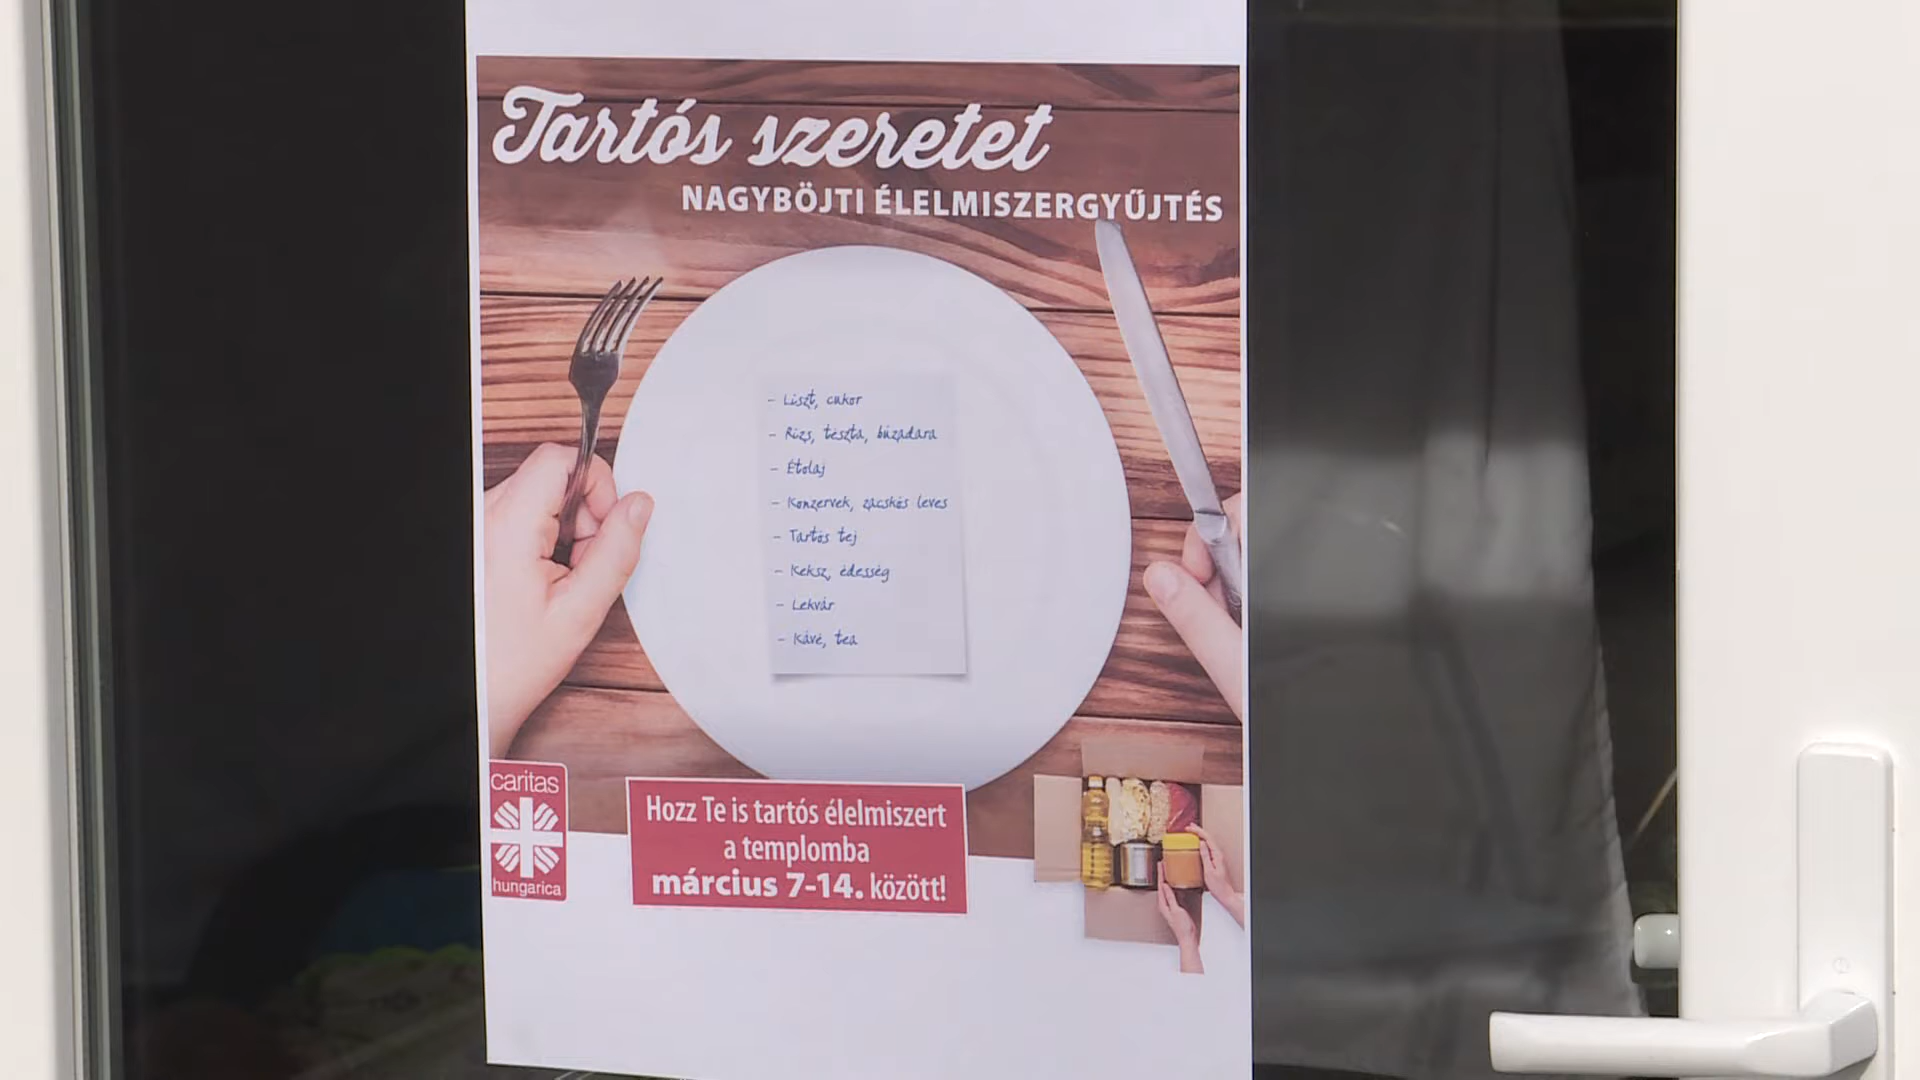 Tartós szeretet
NAGYBÖJTI ÉLELMISZERGYŰJTÉS
- Liszt, cukor
- Rizs, tészta, búzadara
- Étolaj
- Konzervek, zacskós leves
- Tartós tej
- Keksz, édesség
- Lekvár
- Kávé, tea
caritas
hungarica
Hozz Te is tartós élelmiszert
a templomba
március 7-14. között!